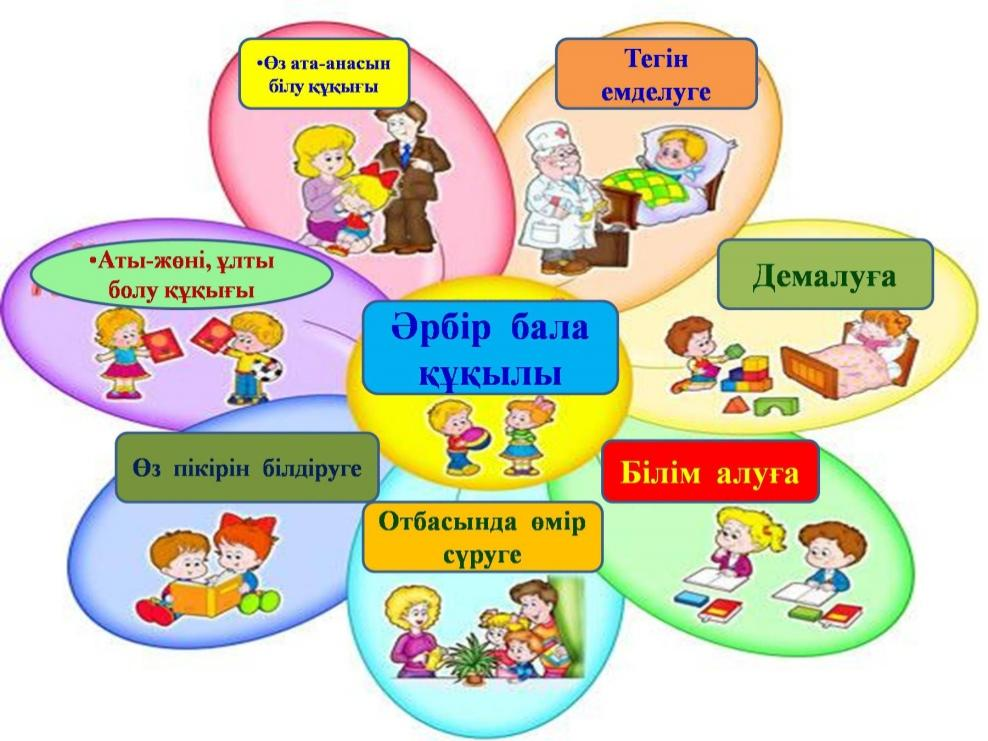 •Өз ата-анасын
білу құқығы
Тегін
емделуге
•Аты-жөні, ұлты
болу құқығы
Демалуға
Әрбір бала
құқылы
Өз пікірін білдіруге
Білім алуға
Отбасында өмір
сүруге